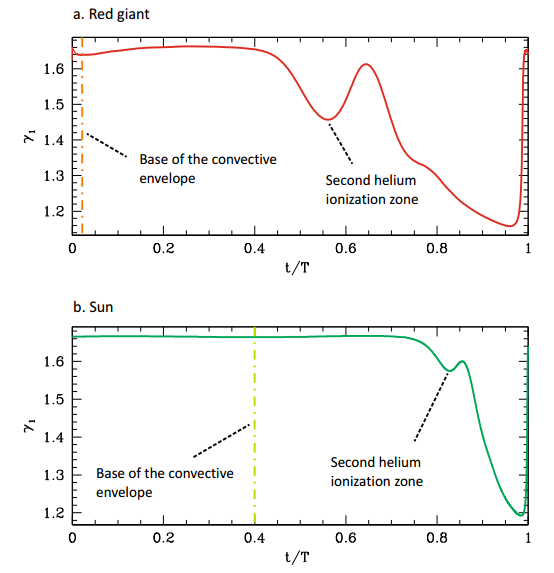 a. Red giant
1.6
1.5
1.4
1.3
1.2
γ₁
Base of the convective
envelope
Second helium
ionization zone
0 0.2 0.4 0.6 0.8 1
t/T
b. Sun
1.6
1.5
1.4
1.3
1.2
γ₁
Base of the convective
envelope
Second helium
ionization zone
0 0.2 0.4 0.6 0.8 1
t/T